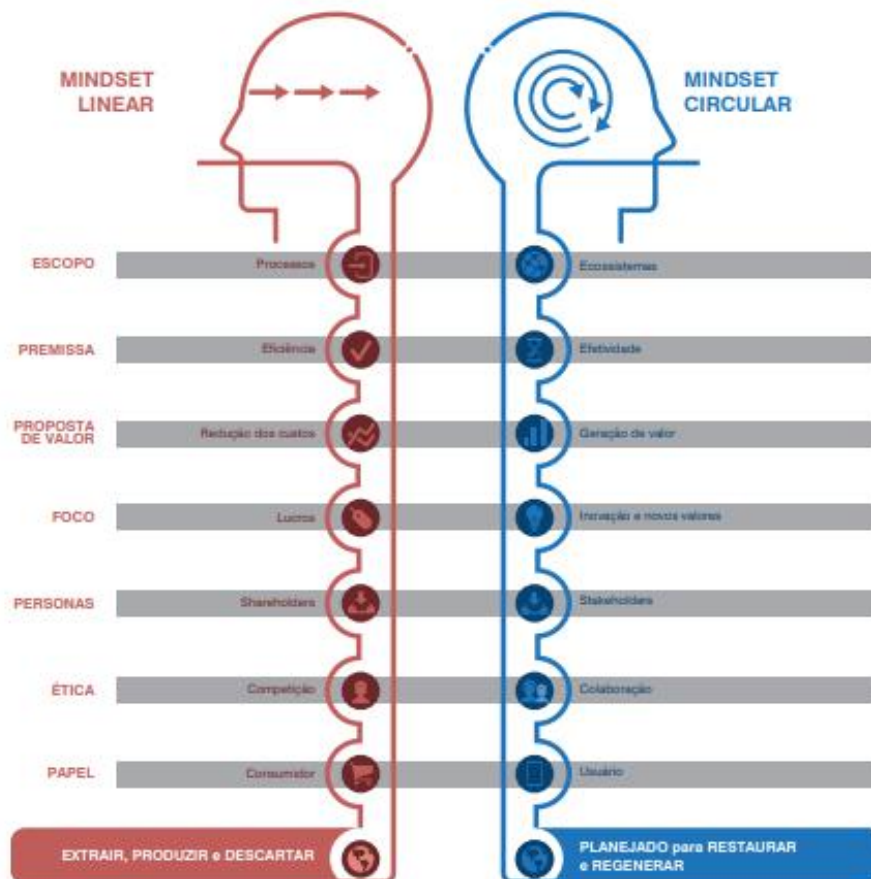 MINDSET
LINEAR
MINDSET
CIRCULAR
ESCOPO
Processos
Ecossistemas
PREMISSA
Eficiência
Efetividade
PROPOSTA
DE VALOR
Redução dos custos
Geração de valor
FOCO
Lucros
Inovação e novos valores
PERSONAS
Shareholders
Stakeholders
ÉTICA
Competição
Colaboração
PAPEL
Consumidor
Usuário
EXTRAIR, PRODUZIR e DESCARTAR
PLANEJADO para RESTAURAR
e REGENERAR